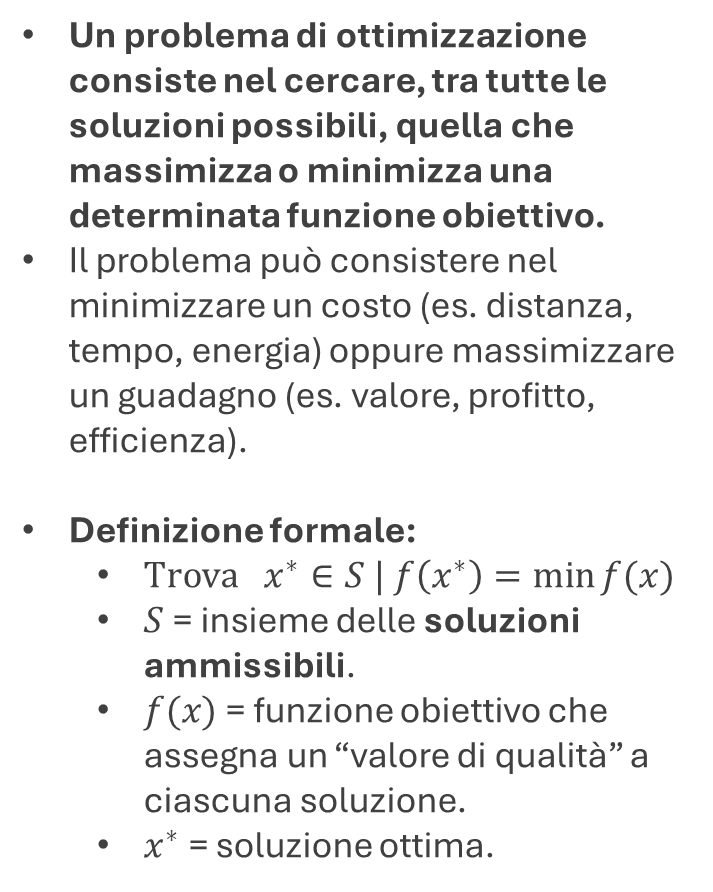 • Un problema di ottimizzazione
consiste nel cercare, tra tutte le
soluzioni possibili, quella che
massimizza o minimizza una
determinata funzione obiettivo.
• Il problema può consistere nel
minimizzare un costo (es. distanza,
tempo, energia) oppure massimizzare
un guadagno (es. valore, profitto,
efficienza).
• Definizione formale:
• Trova x* ∈ S | f(x*) = min f(x)
• S = insieme delle soluzioni
ammissibili.
• f(x) = funzione obiettivo che
assegna un “valore di qualità” a
ciascuna soluzione.
• x* = soluzione ottima.